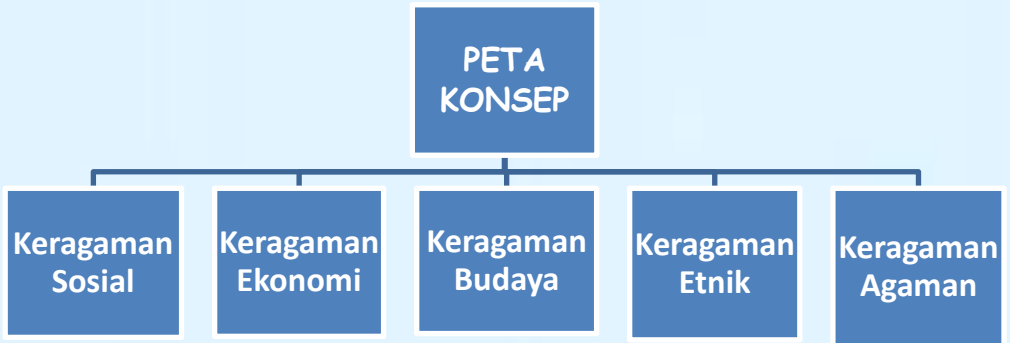 PETA
KONSEP
Keragaman
Sosial
Keragaman
Ekonomi
Keragaman
Budaya
Keragaman
Etnik
Keragaman
Agaman